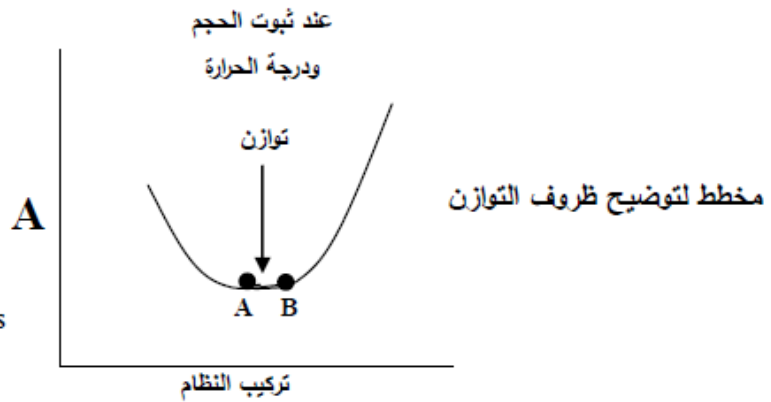 عند ثبوت الحجم
ودرجة الحرارة
توازن
مخطط لتوضيح ظروف التوازن
A
A B
s
تركيب النظام